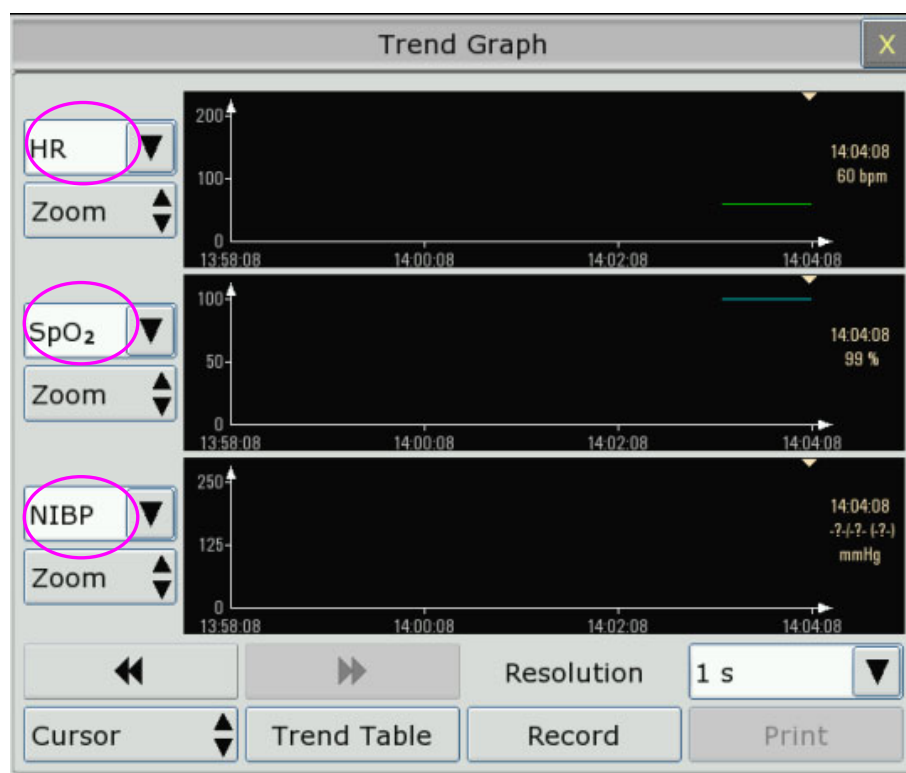 Trend Graph X
HR
Zoom
200
100
0
13:58:08 14:00:08 14:02:08 14:04:08
14:04:08
60 bpm
SpO₂
Zoom
100
50
0
13:58:08 14:00:08 14:02:08 14:04:08
14:04:08
99 %
NIBP
Zoom
250
125
0
13:58:08 14:00:08 14:02:08 14:04:08
14:04:08
-?-/-?- (-?-)
mmHg
Resolution 1 s
Cursor Trend Table Record Print